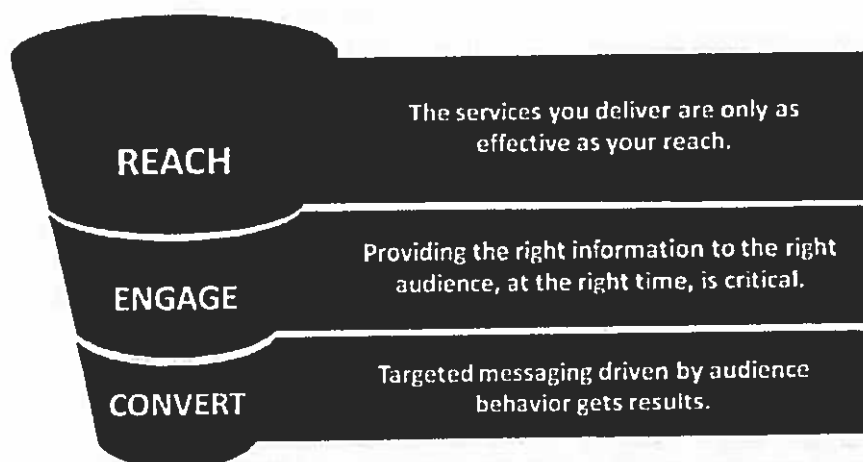 REACH
The services you deliver are only as
effective as your reach.
ENGAGE
Providing the right information to the right
audience, at the right time, is critical.
CONVERT
Targeted messaging driven by audience
behavior gets results.